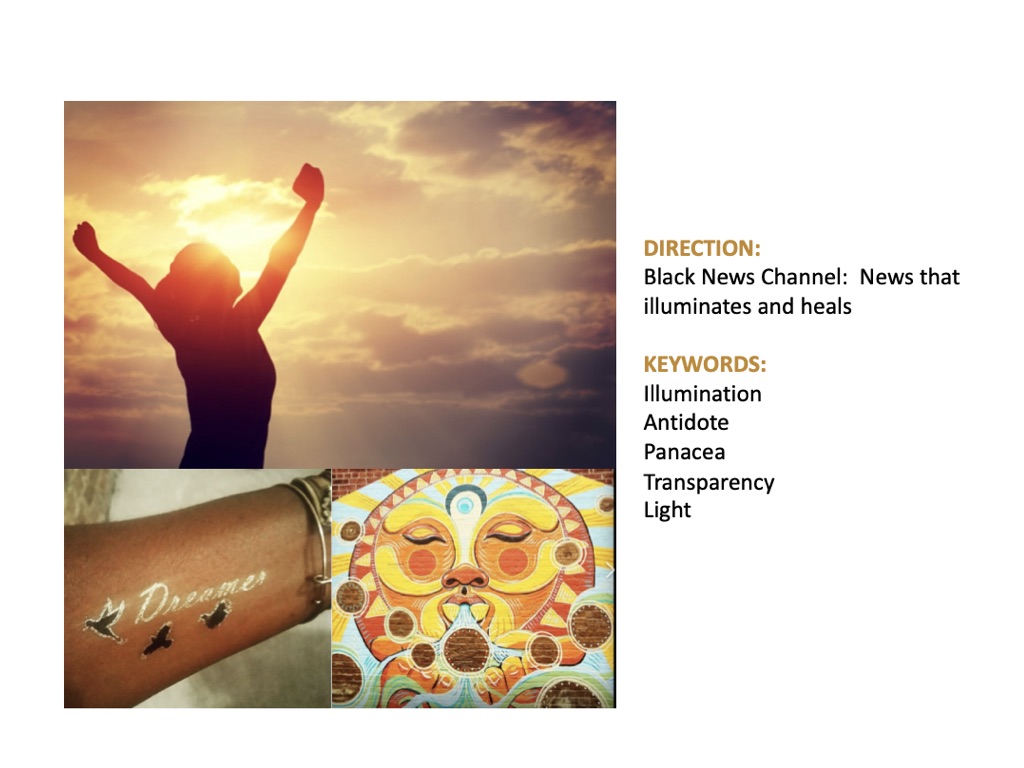 DIRECTION:
Black News Channel:  News that
illuminates and heals
KEYWORDS:
Illumination
Antidote
Panacea
Transparency
Light
Dreamer